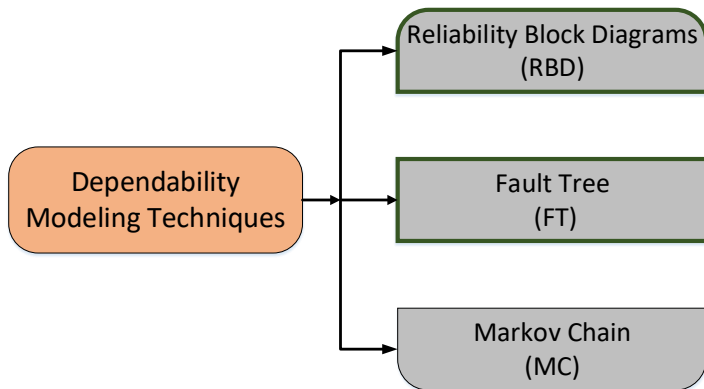 Dependability
Modeling Techniques
Reliability Block Diagrams
(RBD)
Fault Tree
(FT)
Markov Chain
(MC)